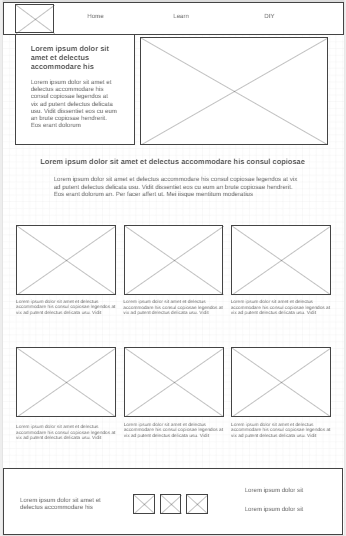 Home Learn DIY
Lorem ipsum dolor sit
amet et delectus
accommodare his
Lorem ipsum dolor sit amet et
delectus accommodare his
consul copiosae legendos at
vix ad putent delectus delicata
usu. Vidit dissentiet eos cu
eum an brute copiosae hendrerit.
Eos erant dolorum
Lorem ipsum dolor sit amet et delectus accommodare his consul copiosae
Lorem ipsum dolor sit amet et delectus accommodare his consul copiosae legendos at vix
ad putent delectus delicata usu. Vidit dissentiet eos cu eum an brute copiosae hendrerit.
Eos erant dolorum an. Per facer affert ut. Mei iisque mentitum moderatius
Lorem ipsum dolor sit amet et delectus
accommodare his consul copiosae legendos at
vix ad putent delectus delicata usu. Vidit
Lorem ipsum dolor sit amet et delectus
accommodare his consul copiosae legendos at
vix ad putent delectus delicata usu. Vidit
Lorem ipsum dolor sit amet et delectus
accommodare his consul copiosae legendos at
vix ad putent delectus delicata usu. Vidit
Lorem ipsum dolor sit amet et delectus
accommodare his consul copiosae legendos at
vix ad putent delectus delicata usu. Vidit
Lorem ipsum dolor sit amet et delectus
accommodare his consul copiosae legendos at
vix ad putent delectus delicata usu. Vidit
Lorem ipsum dolor sit amet et delectus
accommodare his consul copiosae legendos at
vix ad putent delectus delicata usu. Vidit
Lorem ipsum dolor sit amet et
delectus accommodare his
Lorem ipsum dolor sit
Lorem ipsum dolor sit